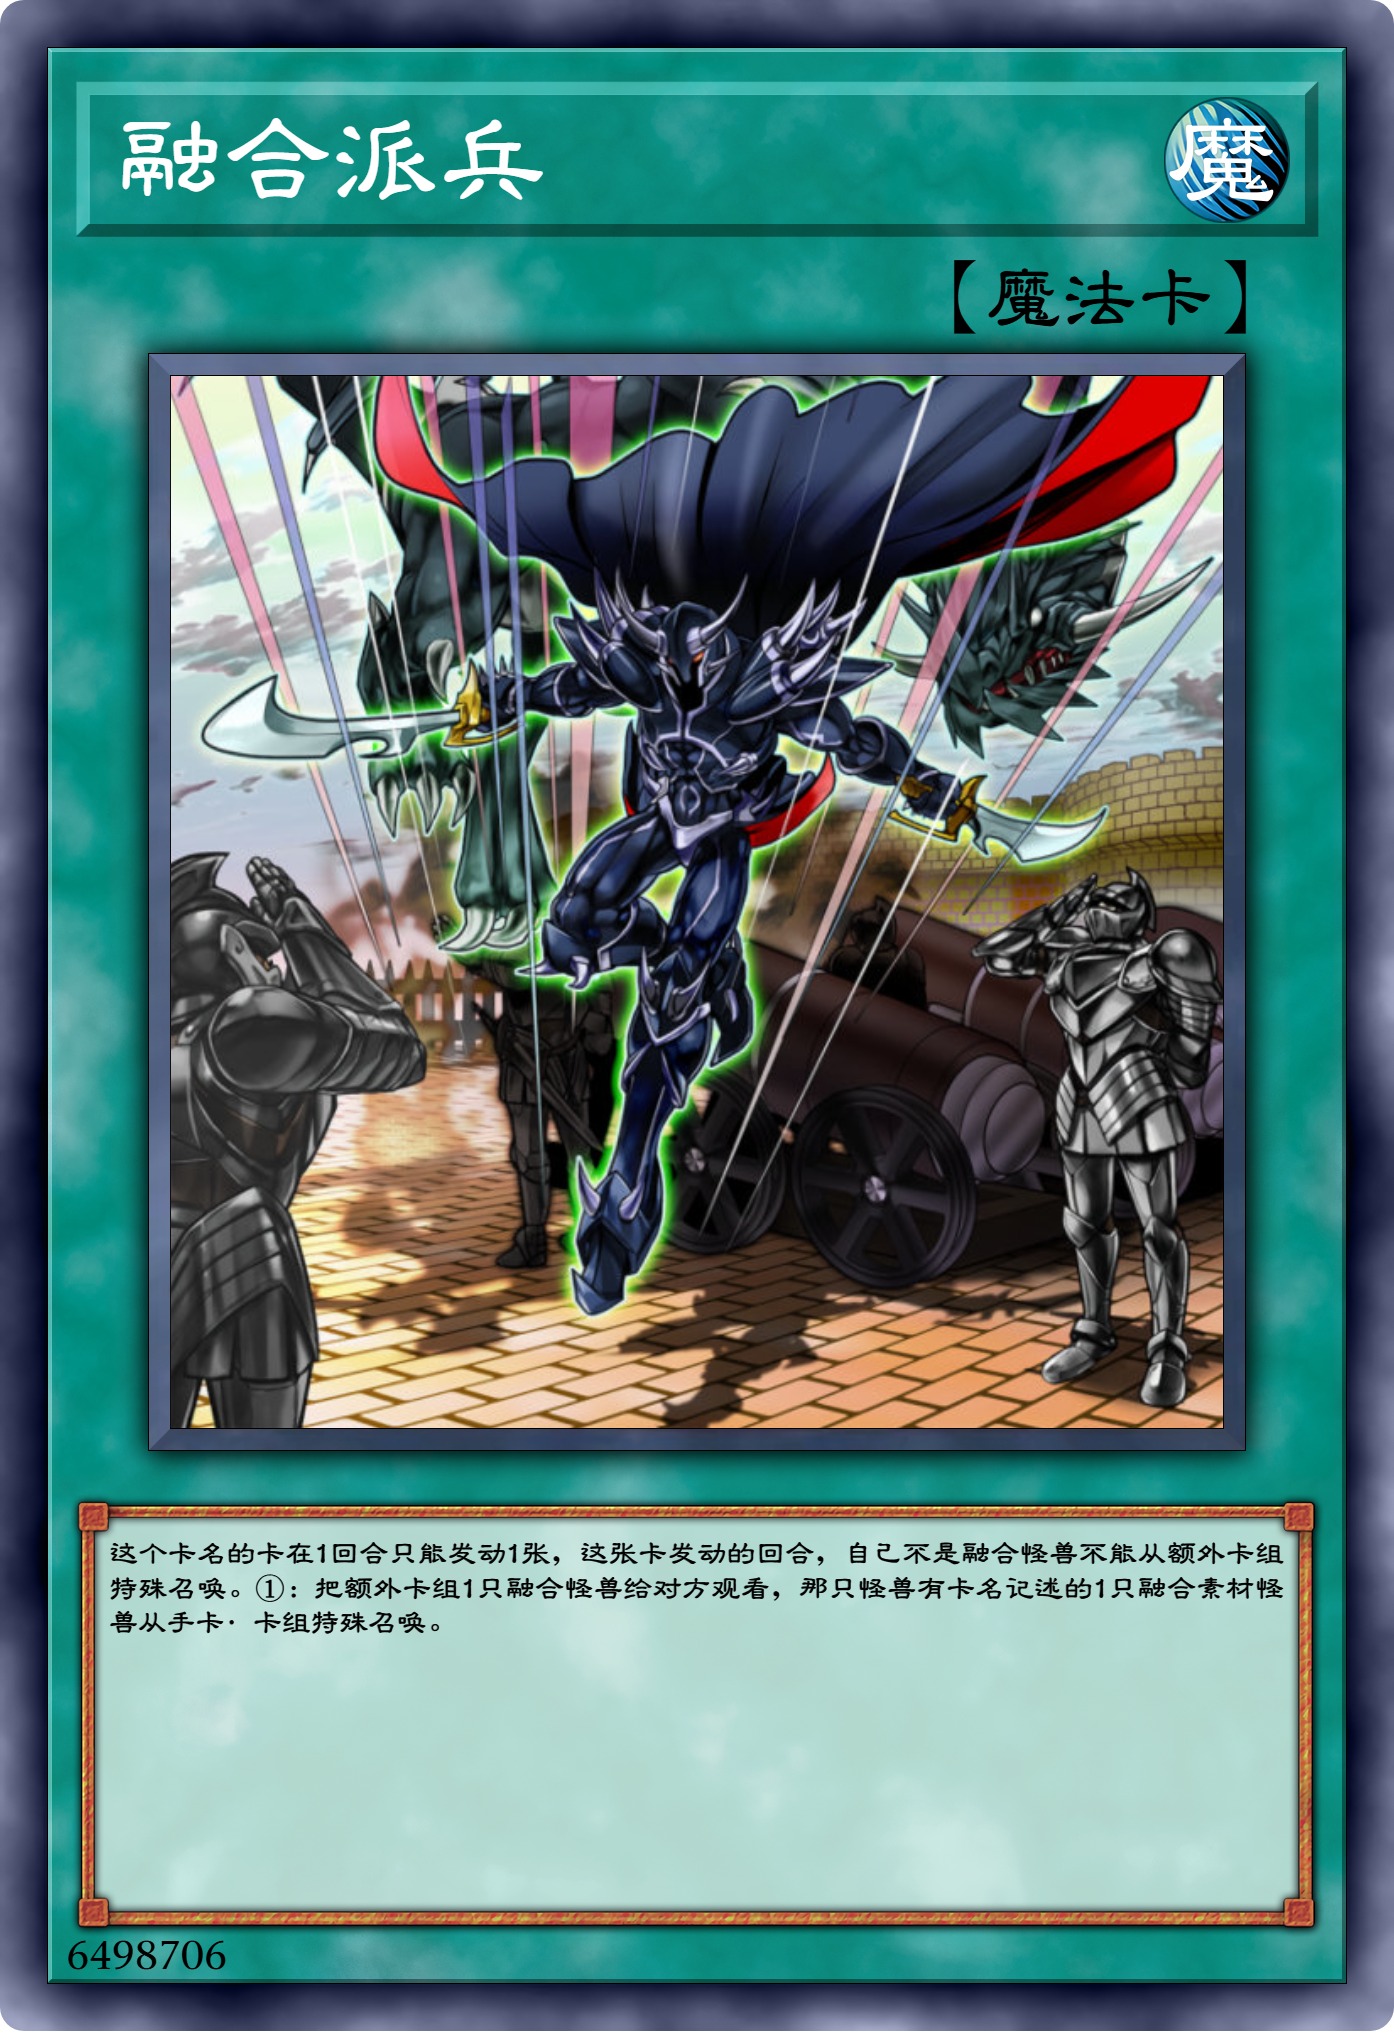 融合派兵
魔
【魔法卡】
这个卡名的卡在1回合只能发动1张，这张卡发动的回合，自己不是融合怪兽不能从额外卡组
特殊召唤。①：把额外卡组1只融合怪兽给对方观看，那只怪兽有卡名记述的1只融合素材怪
兽从手卡·卡组特殊召唤。
6498706